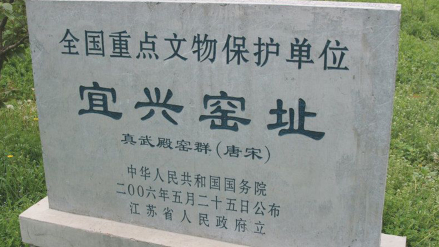 全国重点文物保护单位
宜兴窑址
真武殿窑群(唐宋)
中华人民共和国国务院
二〇〇六年五月二十五日公布
江苏省人民政府立